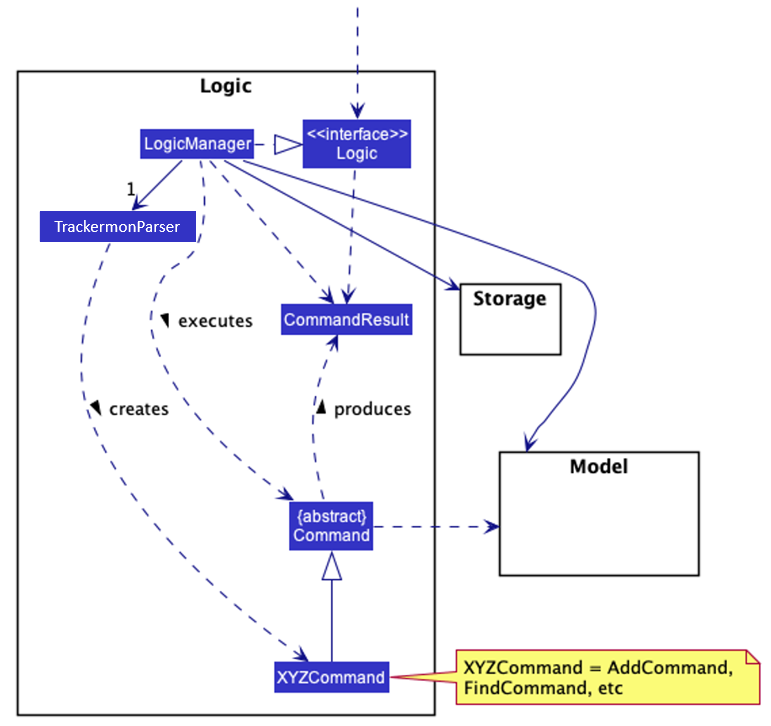 Logic
<<interface>>
Logic
LogicManager
1
TrackermonParser
Storage
CommandResult
executes
creates
produces
Model
{abstract}
Command
XYZCommand
XYZCommand = AddCommand,
FindCommand, etc